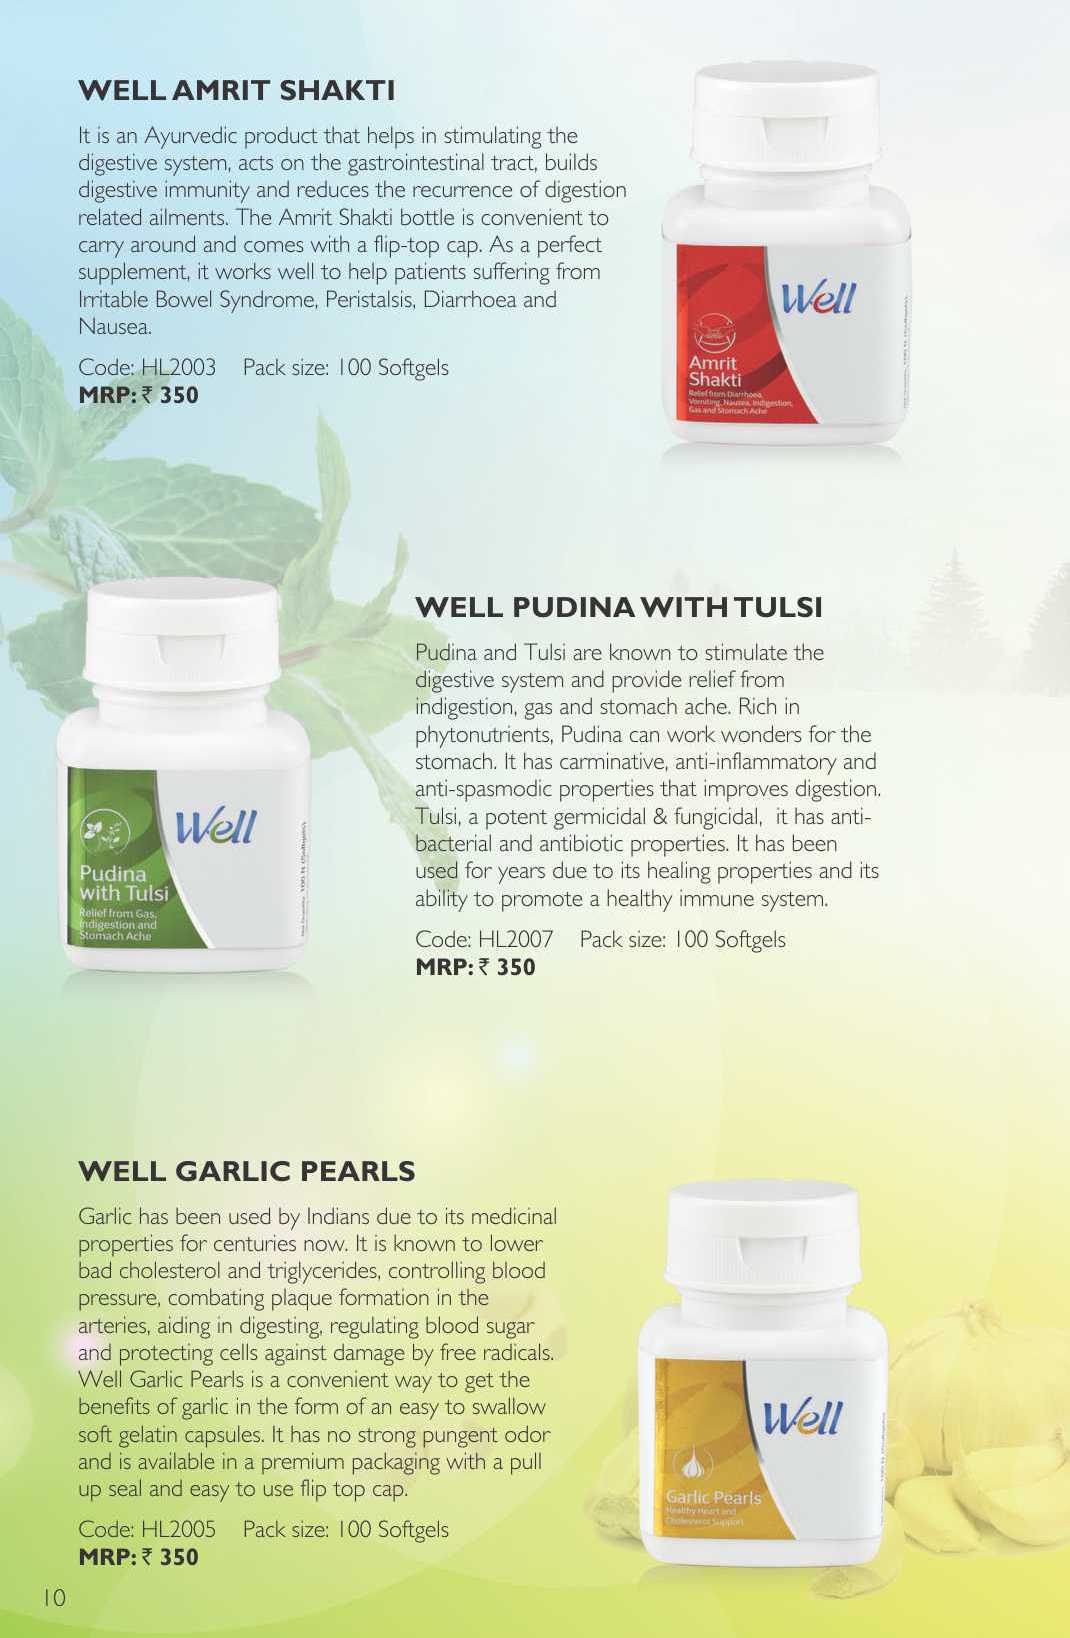 WELL AMRIT SHAKTI
It is an Ayurvedic product that helps in stimulating the
digestive system, acts on the gastrointestinal tract, builds
digestive immunity and reduces the recurrence of digestion
related ailments. The Amrit Shakti bottle is convenient to
carry around and comes with a flip-top cap. As a perfect
supplement, it works well to help patients suffering from
Irritable Bowel Syndrome, Peristalsis, Diarrhoea and
Nausea.
Code: HL2003 Pack size: 100 Softgels
MRP: ₹ 350
Well
Amrit
Shakti
Relief from Diarrhoea,
Vomiting, Nausea, Indigestion,
Gas and Stomach Ache
WELL PUDINA WITH TULSI
Pudina and Tulsi are known to stimulate the
digestive system and provide relief from
indigestion, gas and stomach ache. Rich in
phytonutrients, Pudina can work wonders for the
stomach. It has carminative, anti-inflammatory and
anti-spasmodic properties that improves digestion.
Tulsi, a potent germicidal & fungicidal, it has anti-
bacterial and antibiotic properties. It has been
used for years due to its healing properties and its
ability to promote a healthy immune system.
Code: HL2007 Pack size: 100 Softgels
MRP: ₹ 350
Well
Pudina
with Tulsi
Relief from Gas,
Indigestion and
Stomach Ache
WELL GARLIC PEARLS
Garlic has been used by Indians due to its medicinal
properties for centuries now. It is known to lower
bad cholesterol and triglycerides, controlling blood
pressure, combating plaque formation in the
arteries, aiding in digesting, regulating blood sugar
and protecting cells against damage by free radicals.
Well Garlic Pearls is a convenient way to get the
benefits of garlic in the form of an easy to swallow
soft gelatin capsules. It has no strong pungent odor
and is available in a premium packaging with a pull
up seal and easy to use flip top cap.
Code: HL2005 Pack size: 100 Softgels
MRP: ₹ 350
Well
Garlic Pearls
Healthy Heart and
Cholesterol Support
10